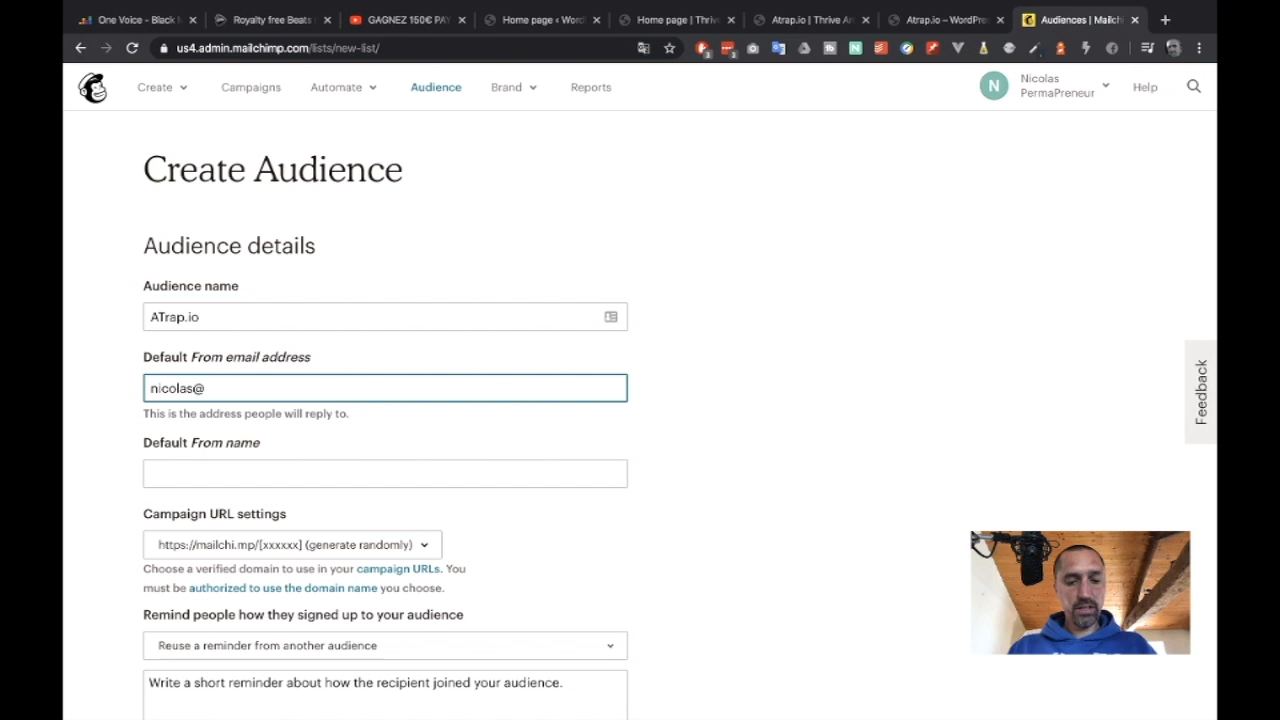 One Voice - Black M
Royalty free Beats
GAGNEZ 150€ PAY
Home page ‹ Word
Home page | Thrive
Atrap.io | Thrive Ar
Atrap.io – WordPre
Audiences | Mailchi
us4.admin.mailchimp.com/lists/new-list/
Create
Campaigns
Automate
Audience
Brand
Reports
N
Nicolas
PermaPreneur
Help
Create Audience
Audience details
Audience name
ATrap.io
Default From email address
nicolas@
This is the address people will reply to.
Default From name
Campaign URL settings
https://mailchi.mp/[xxxxxx] (generate randomly)
Choose a verified domain to use in your campaign URLs. You
must be authorized to use the domain name you choose.
Remind people how they signed up to your audience
Reuse a reminder from another audience
Write a short reminder about how the recipient joined your audience.
Feedback